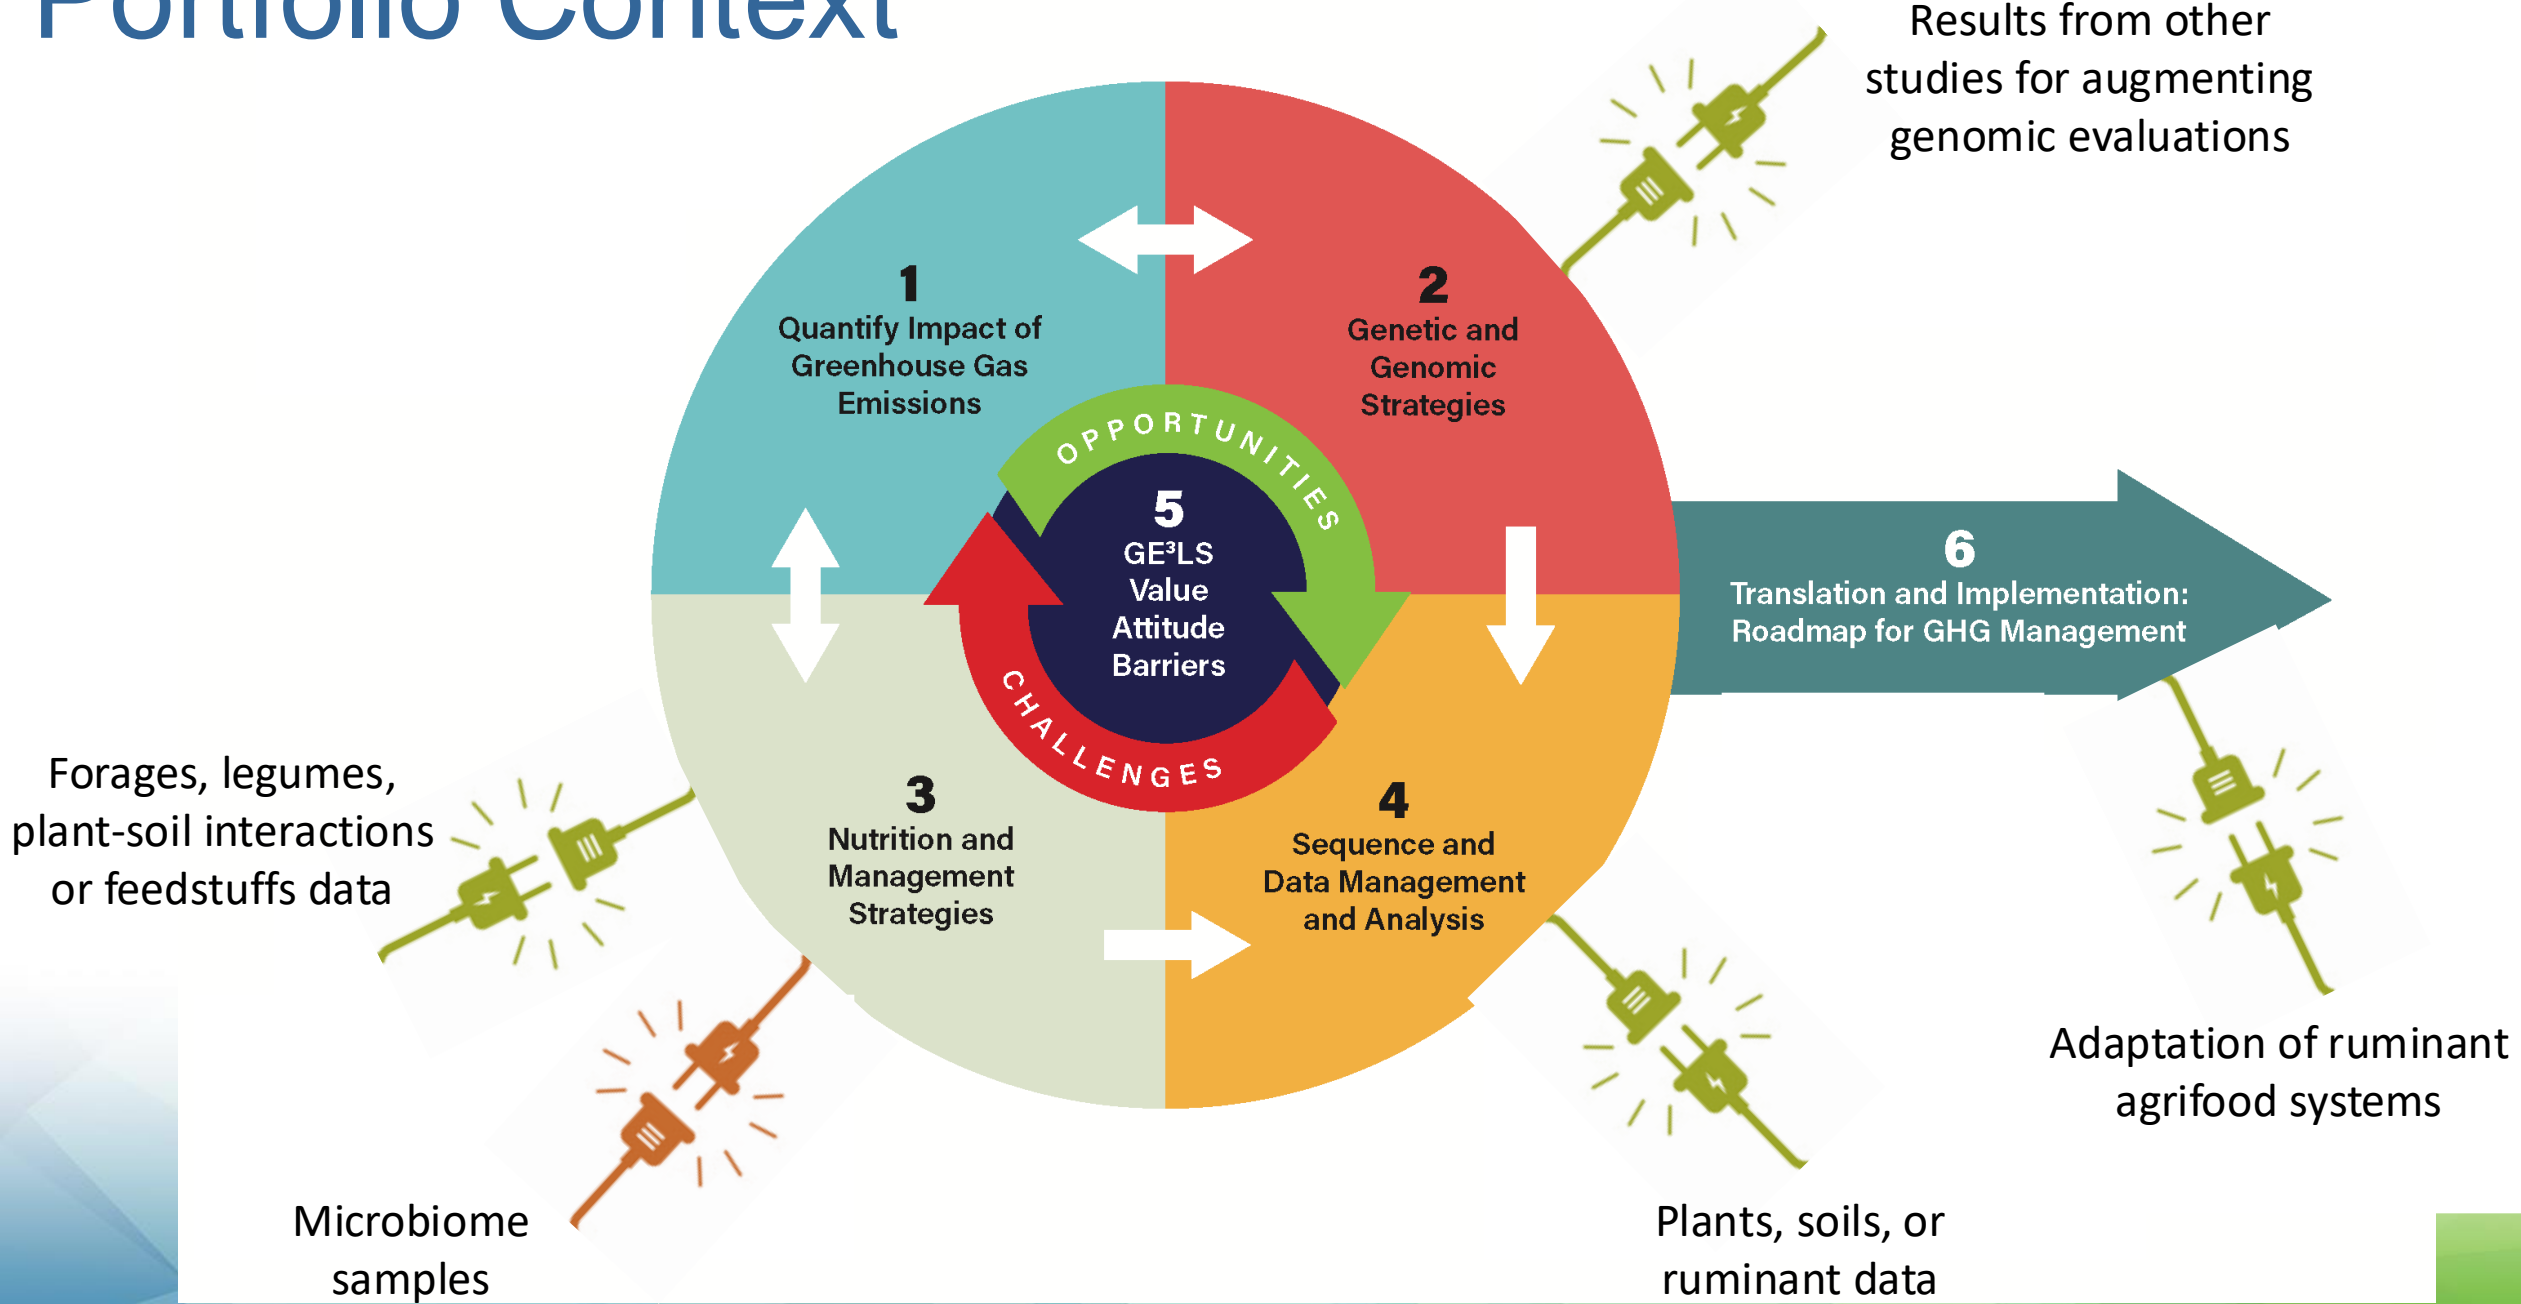 Portfolio Context
Results from other
studies for augmenting
genomic evaluations
1
Quantify Impact of
Greenhouse Gas
Emissions
2
Genetic and
Genomic
Strategies
OPPORTUNITIES
5
GE³LS
Value
Attitude
Barriers
CHALLENGES
6
Translation and Implementation:
Roadmap for GHG Management
3
Nutrition and
Management
Strategies
4
Sequence and
Data Management
and Analysis
Forages, legumes,
plant-soil interactions
or feedstuffs data
Microbiome
samples
Plants, soils, or
ruminant data
Adaptation of ruminant
agrifood systems